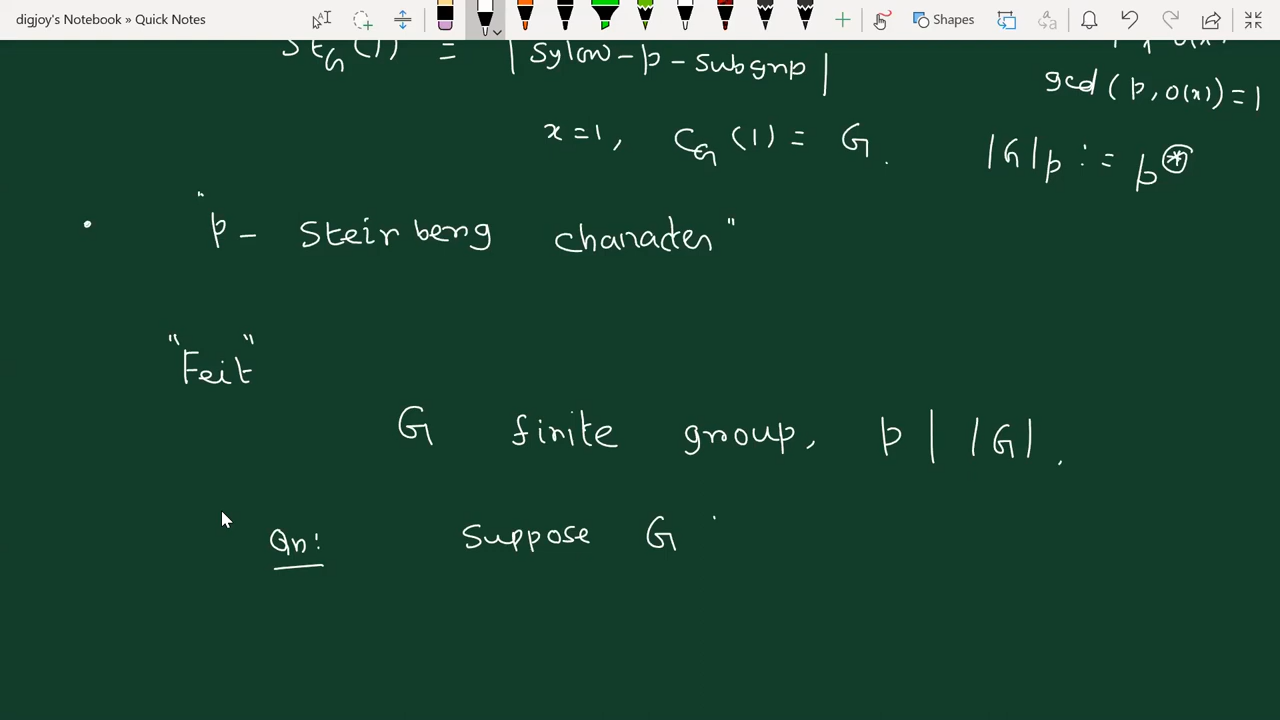 digjoy's Notebook » Quick Notes
Shapes
St_G(1) = | Sylow-p-subgrp |
gcd(p, o(x)) = 1
x=1, C_G(1) = G.
|G|_p := p^⊛
• "p- Steinberg character"
"Feit"
G finite group, p | |G|.
Qn: Suppose G